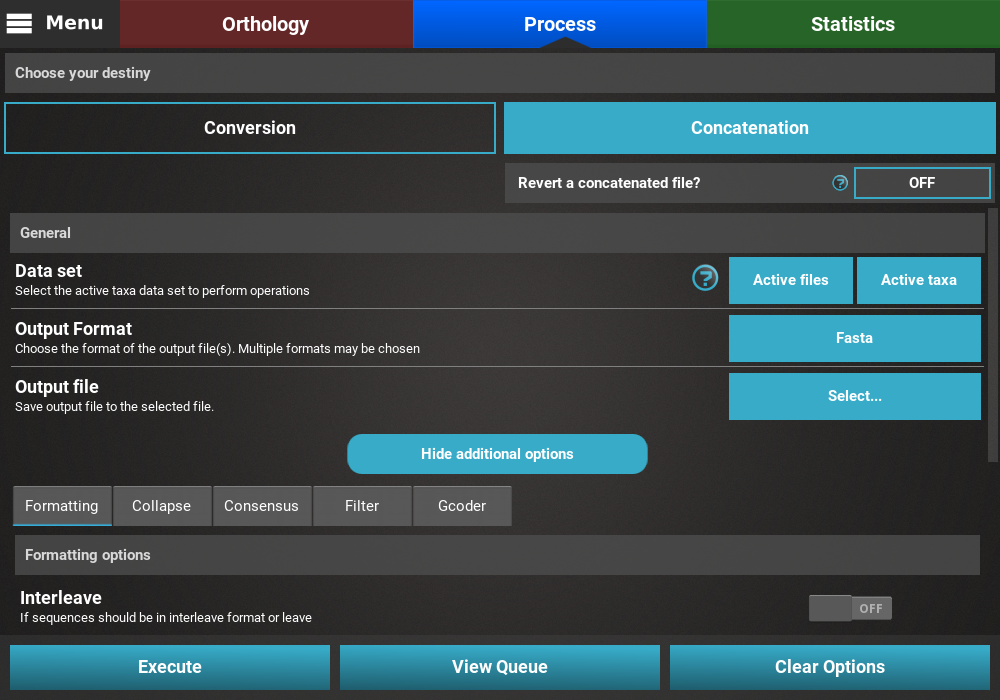 Menu
Orthology
Process
Statistics
Choose your destiny
Conversion
Concatenation
Revert a concatenated file?
?
OFF
General
Data set
Select the active taxa data set to perform operations
?
Active files
Active taxa
Output Format
Choose the format of the output file(s). Multiple formats may be chosen
Fasta
Output file
Save output file to the selected file.
Select...
Hide additional options
Formatting
Collapse
Consensus
Filter
Gcoder
Formatting options
Interleave
If sequences should be in interleave format or leave
OFF
Execute
View Queue
Clear Options